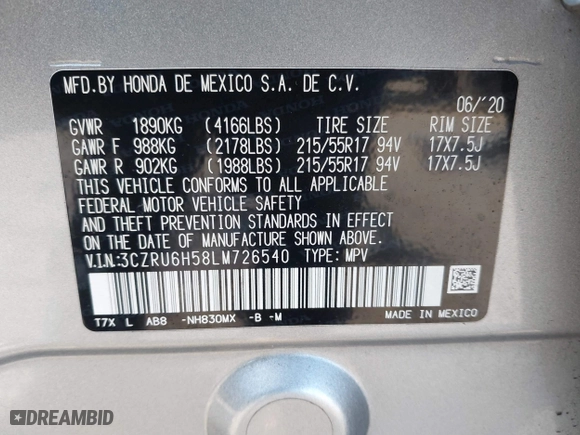 MFD.BY HONDA DE MEXICO S.A. DE C.V.
06/´20
GVWR 1890KG (4166LBS) TIRE SIZE RIM SIZE
GAWR F 988KG (2178LBS) 215/55R17 94V 17X7.5J
GAWR R 902KG (1988LBS) 215/55R17 94V 17X7.5J
THIS VEHICLE CONFORMS TO ALL APPLICABLE
FEDERAL MOTOR VEHICLE SAFETY
AND THEFT PREVENTION STANDARDS IN EFFECT
ON THE DATE OF MANUFACTURE SHOWN ABOVE.
V.I.N:3CZRU6H58LM726540 TYPE: MPV
T7X L AB8 -NH830MX -B -M MADE IN MEXICO
DREAMBID